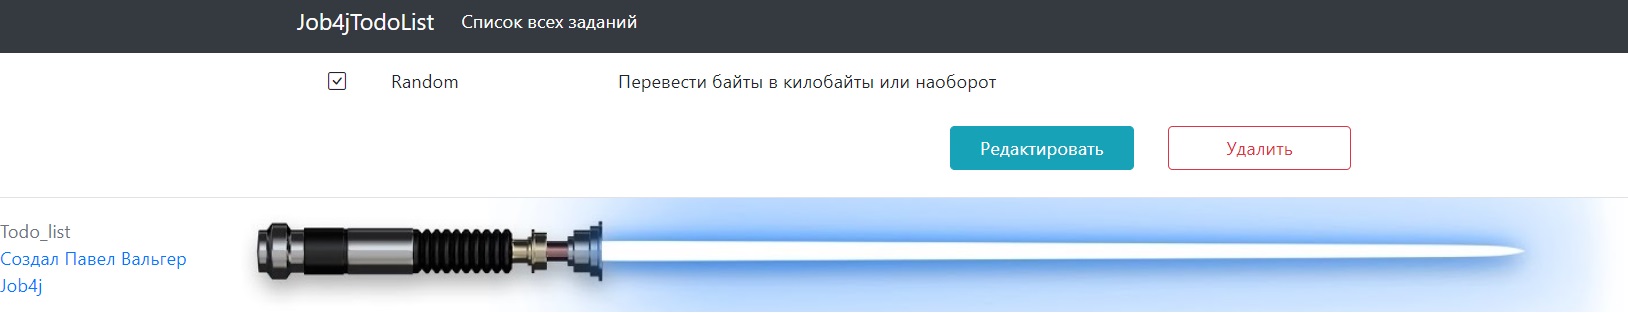 Job4jTodoList Список всех заданий
Random Перевести байты в килобайты или наоборот
Редактировать Удалить
Todo_list
Создал Павел Вальгер
Job4j